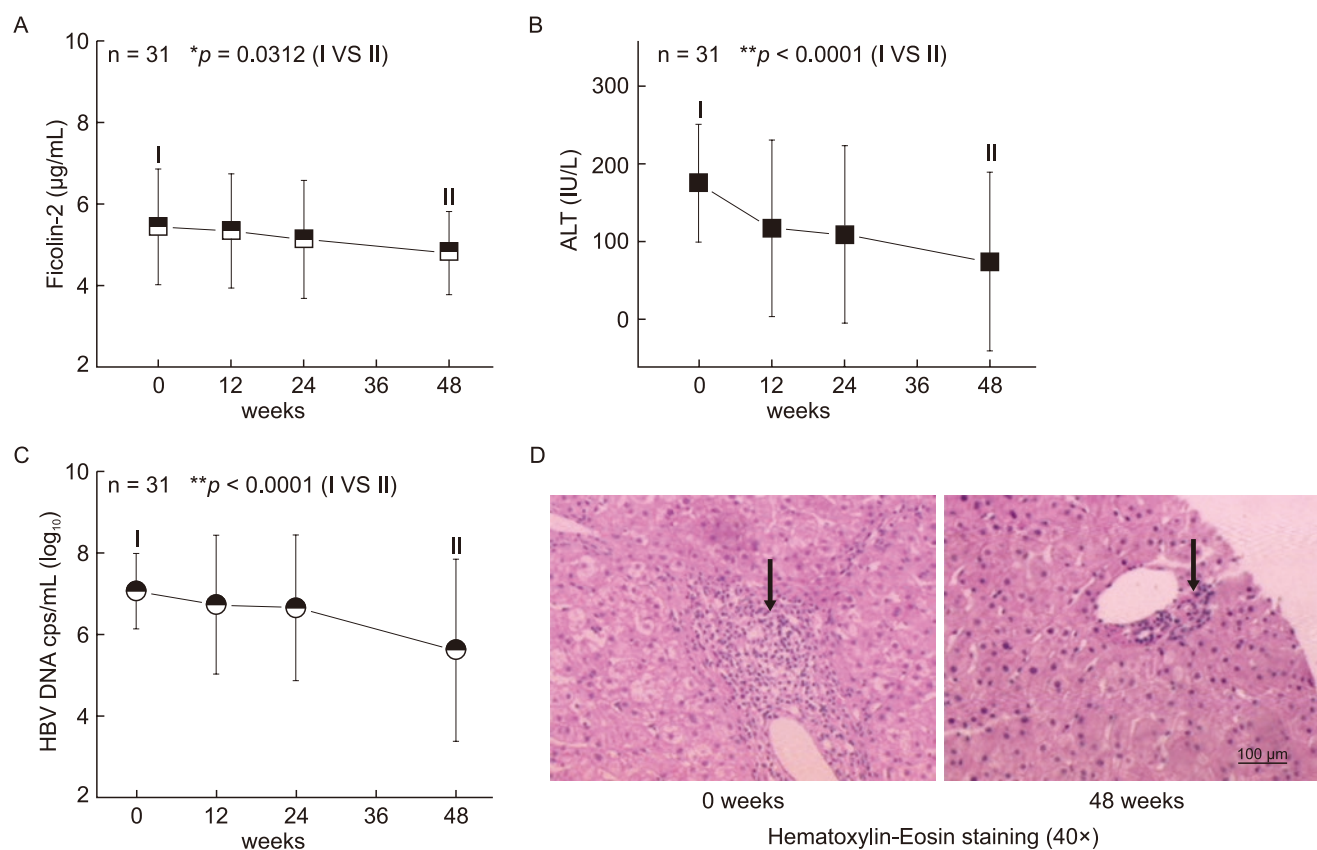 A
n = 31 *p = 0.0312 (I VS II)
Ficolin-2 (µg/mL)
10
8
6
4
2
I
II
0 12 24 36 48
weeks
B
n = 31 **p < 0.0001 (I VS II)
ALT (IU/L)
300
200
100
0
I
II
0 12 24 36 48
weeks
C
n = 31 **p < 0.0001 (I VS II)
HBV DNA cps/mL (log₁₀)
10
8
6
4
2
I
II
0 12 24 36 48
weeks
D
100 µm
0 weeks
48 weeks
Hematoxylin-Eosin staining (40×)